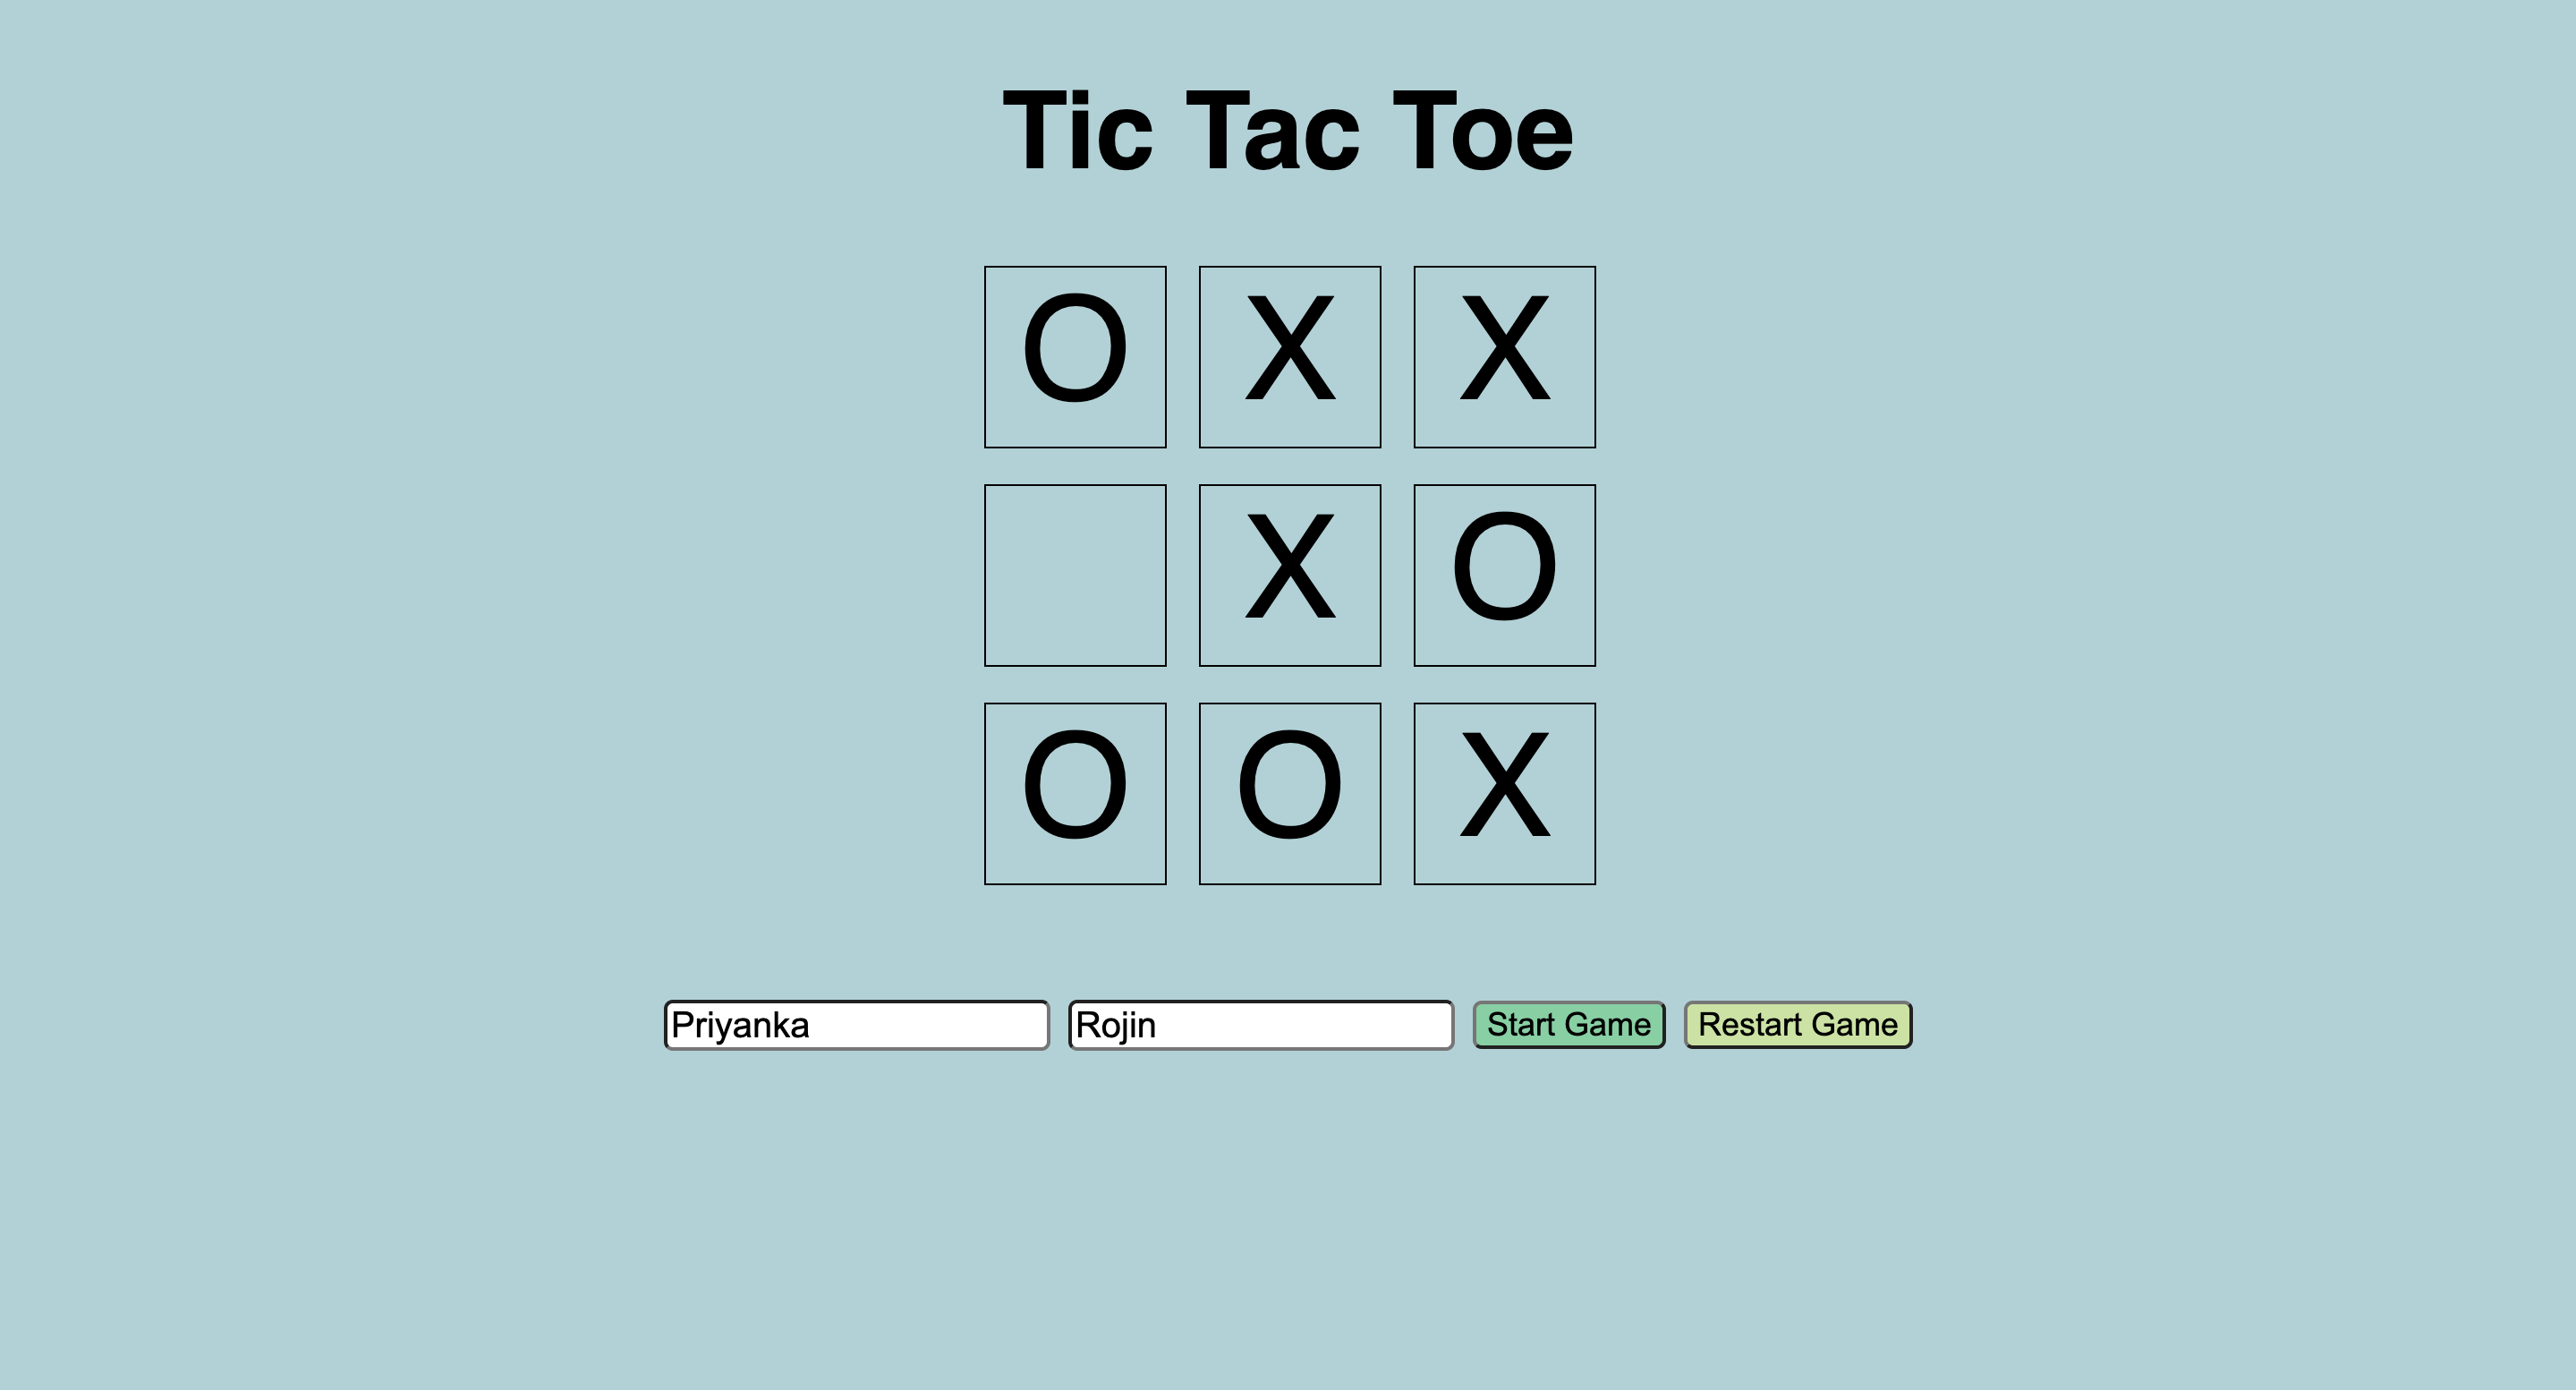 Tic Tac Toe
O X X
X O
O O X
Priyanka Rojin Start Game Restart Game